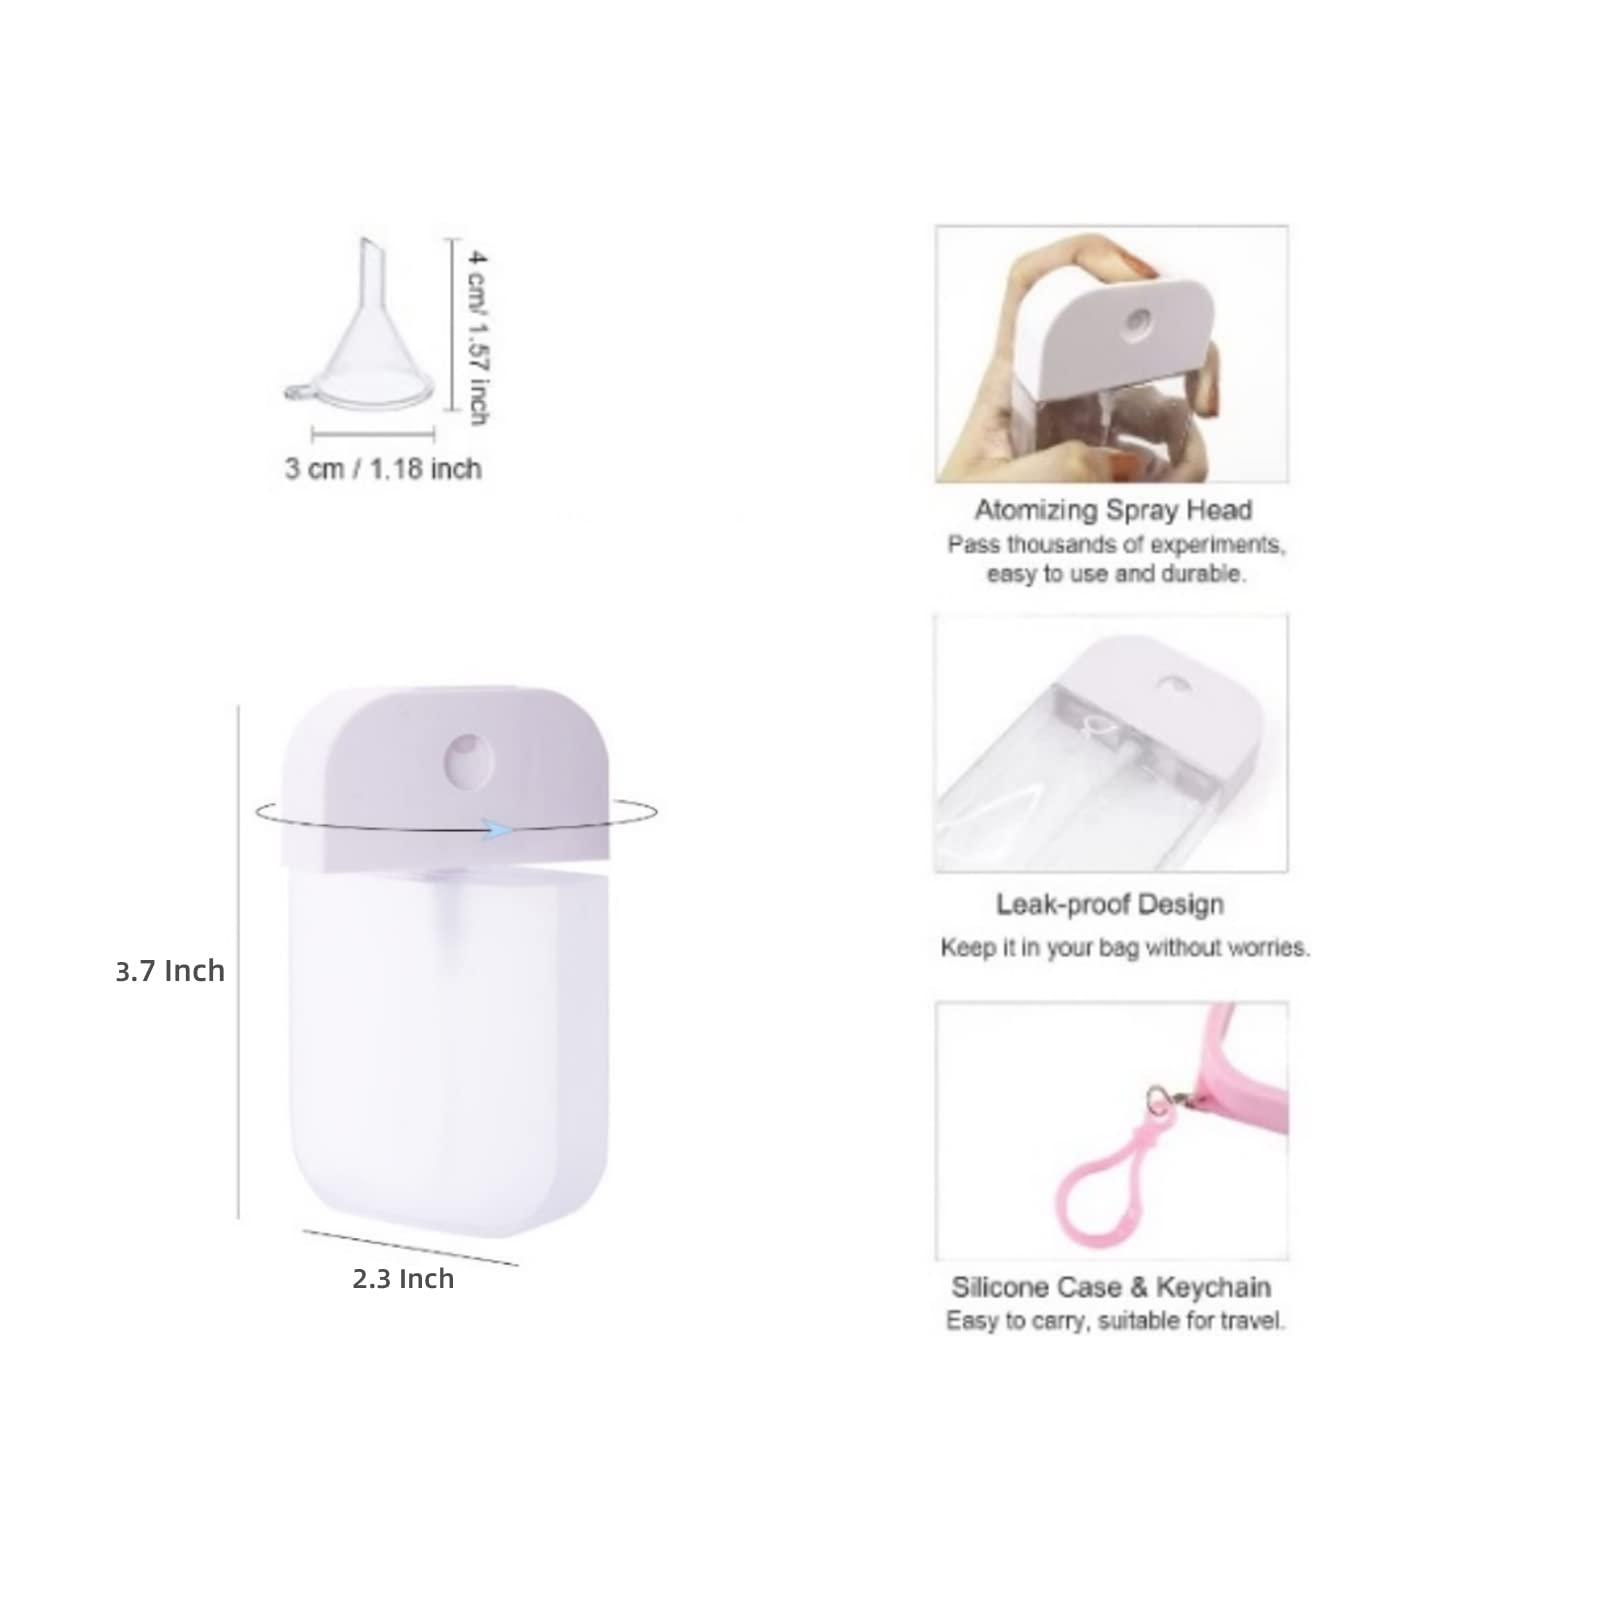 4 cm/ 1.57 inch
3 cm / 1.18 inch
3.7 Inch
2.3 Inch
Atomizing Spray Head
Pass thousands of experiments,
easy to use and durable.
Leak-proof Design
Keep it in your bag without worries.
Silicone Case & Keychain
Easy to carry, suitable for travel.